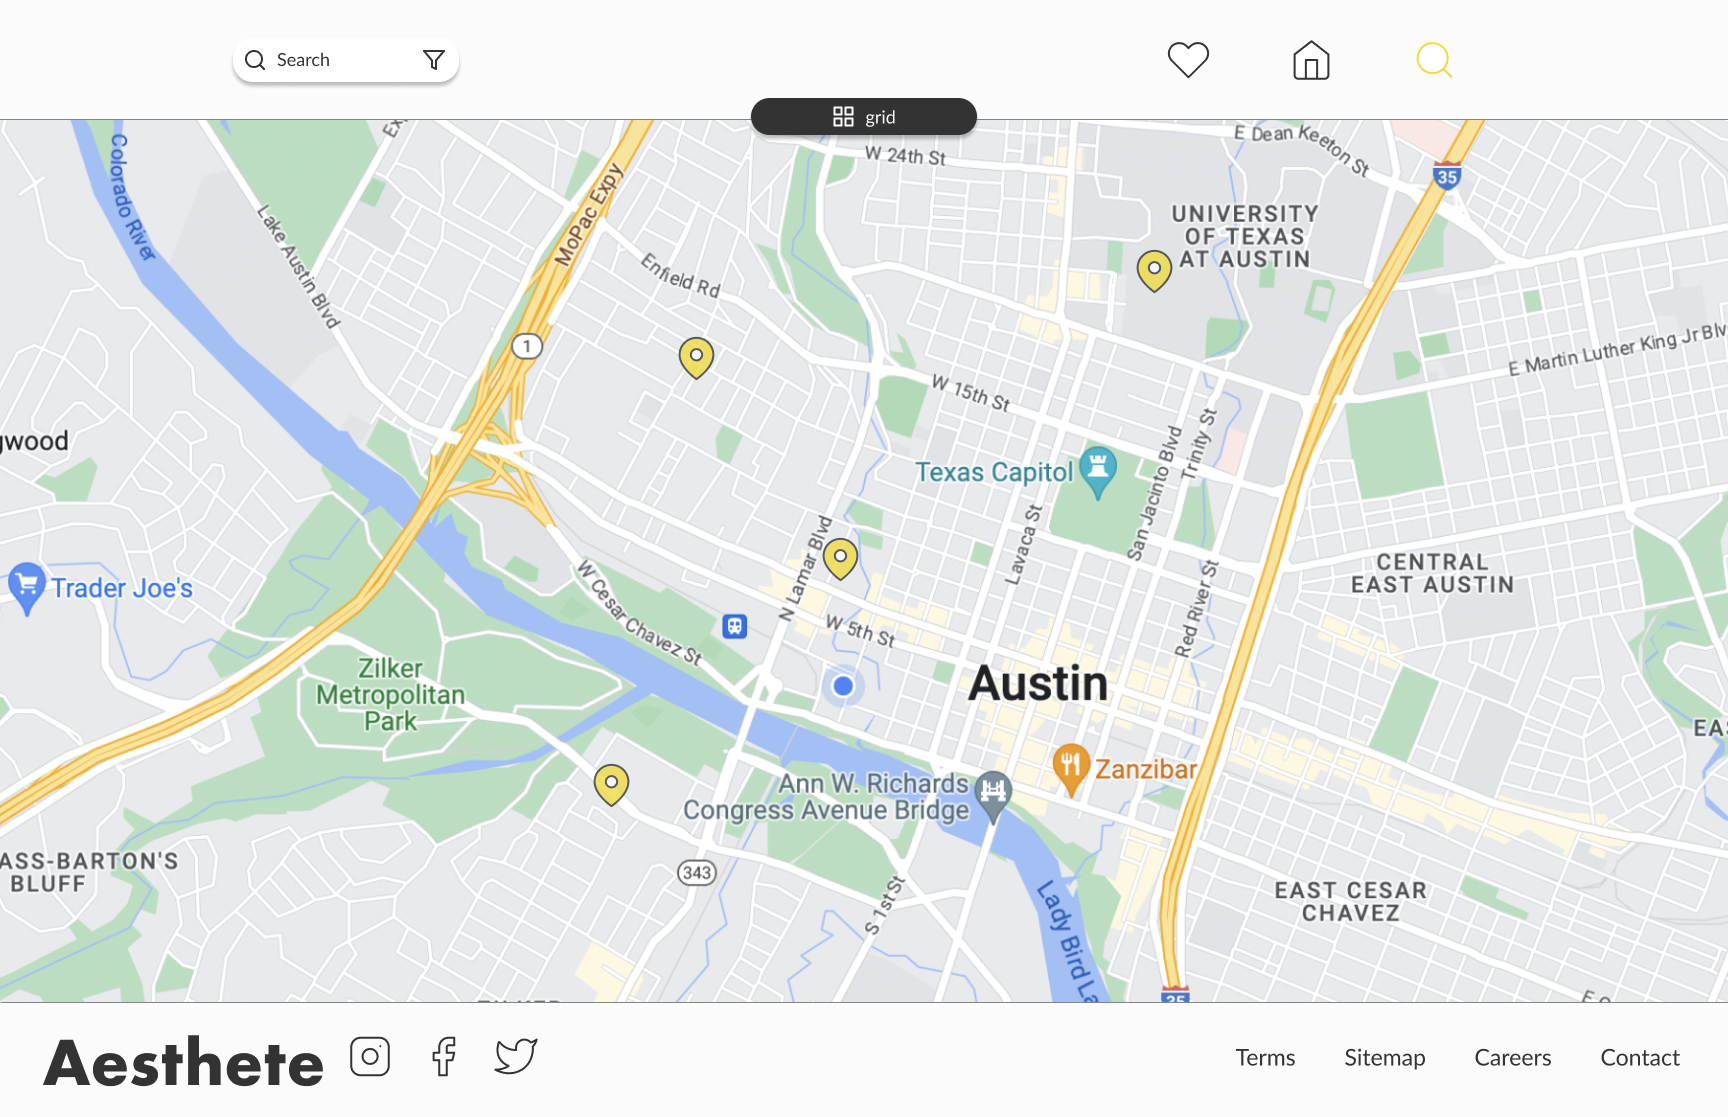 Search
grid
Ex
Colorado River
Lake Austin Blvd
MoPac Expy
Enfield Rd
W 24th St
E Dean Keeton St
35
UNIVERSITY
OF TEXAS
AT AUSTIN
1
W 15th St
E Martin Luther King Jr Blv
gwood
Texas Capitol
San Jacinto Blvd
Trinity St
Lavaca St
N Lamar Blvd
Red River St
CENTRAL
EAST AUSTIN
Trader Joe's
W Cesar Chavez St
W 5th St
Zilker
Metropolitan
Park
Austin
EAS
Zanzibar
Ann W. Richards
Congress Avenue Bridge
ASS-BARTON'S
BLUFF
343
S 1st St
Lady Bird La
EAST CESAR
CHAVEZ
35
Aesthete
Terms
Sitemap
Careers
Contact